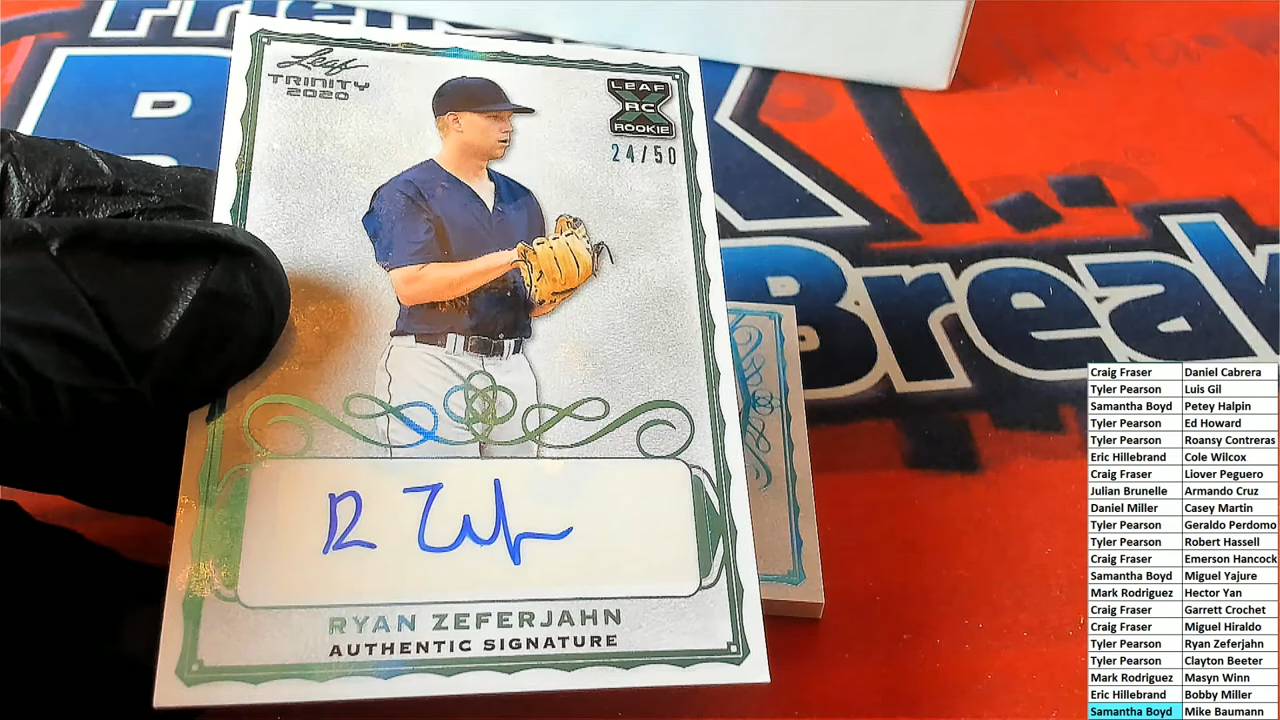 Friends
Break
Leaf
TRINITY
2020
LEAF
RC
ROOKIE
24/50
RYAN ZEFERJAHN
AUTHENTIC SIGNATURE
Craig Fraser Daniel Cabrera
Tyler Pearson Luis Gil
Samantha Boyd Petey Halpin
Tyler Pearson Ed Howard
Tyler Pearson Roansy Contreras
Eric Hillebrand Cole Wilcox
Craig Fraser Liover Peguero
Julian Brunelle Armando Cruz
Daniel Miller Casey Martin
Tyler Pearson Geraldo Perdomo
Tyler Pearson Robert Hassell
Craig Fraser Emerson Hancock
Samantha Boyd Miguel Yajure
Mark Rodriguez Hector Yan
Craig Fraser Garrett Crochet
Craig Fraser Miguel Hiraldo
Tyler Pearson Ryan Zeferjahn
Tyler Pearson Clayton Beeter
Mark Rodriguez Masyn Winn
Eric Hillebrand Bobby Miller
Samantha Boyd Mike Baumann